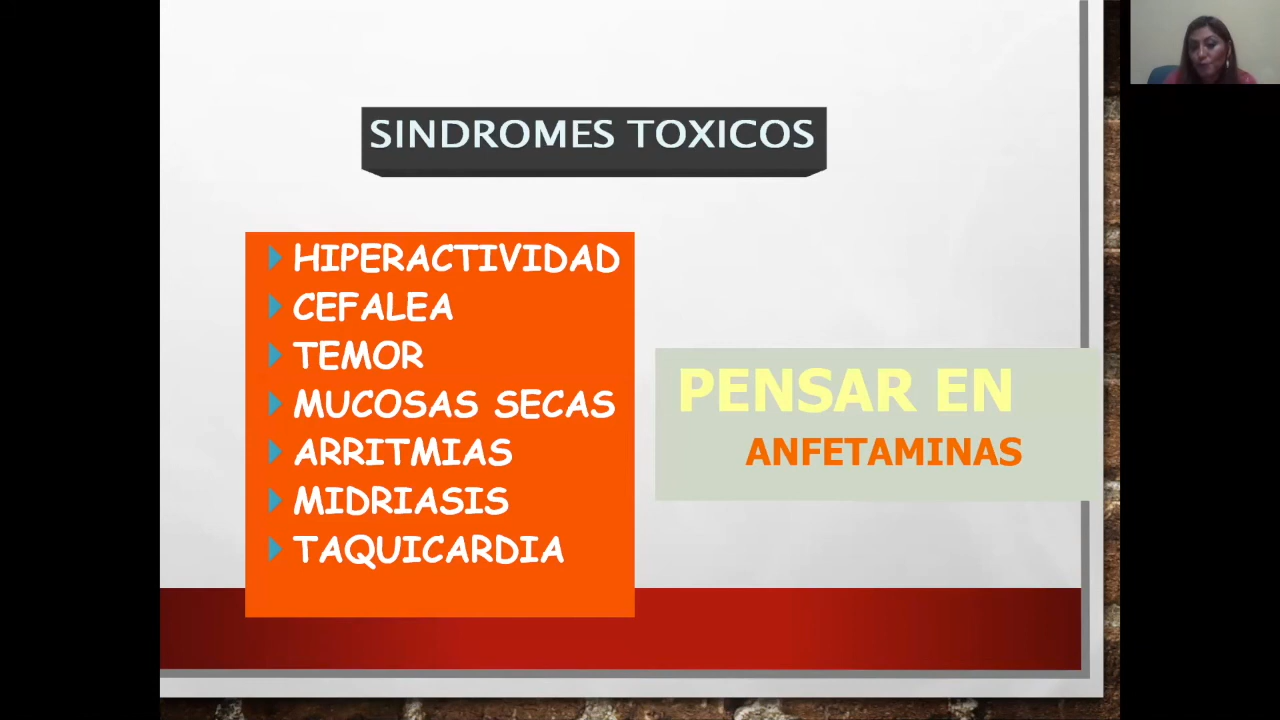 SINDROMES TOXICOS
HIPERACTIVIDAD
CEFALEA
TEMOR
MUCOSAS SECAS
ARRITMIAS
MIDRIASIS
TAQUICARDIA
PENSAR EN
ANFETAMINAS